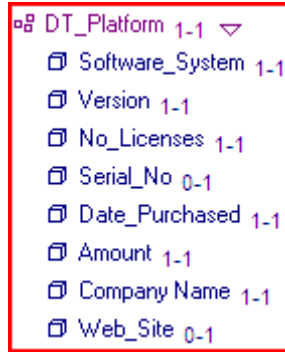 DT_Platform 1-1
Software_System 1-1
Version 1-1
No_Licenses 1-1
Serial_No 0-1
Date_Purchased 1-1
Amount 1-1
Company Name 1-1
Web_Site 0-1